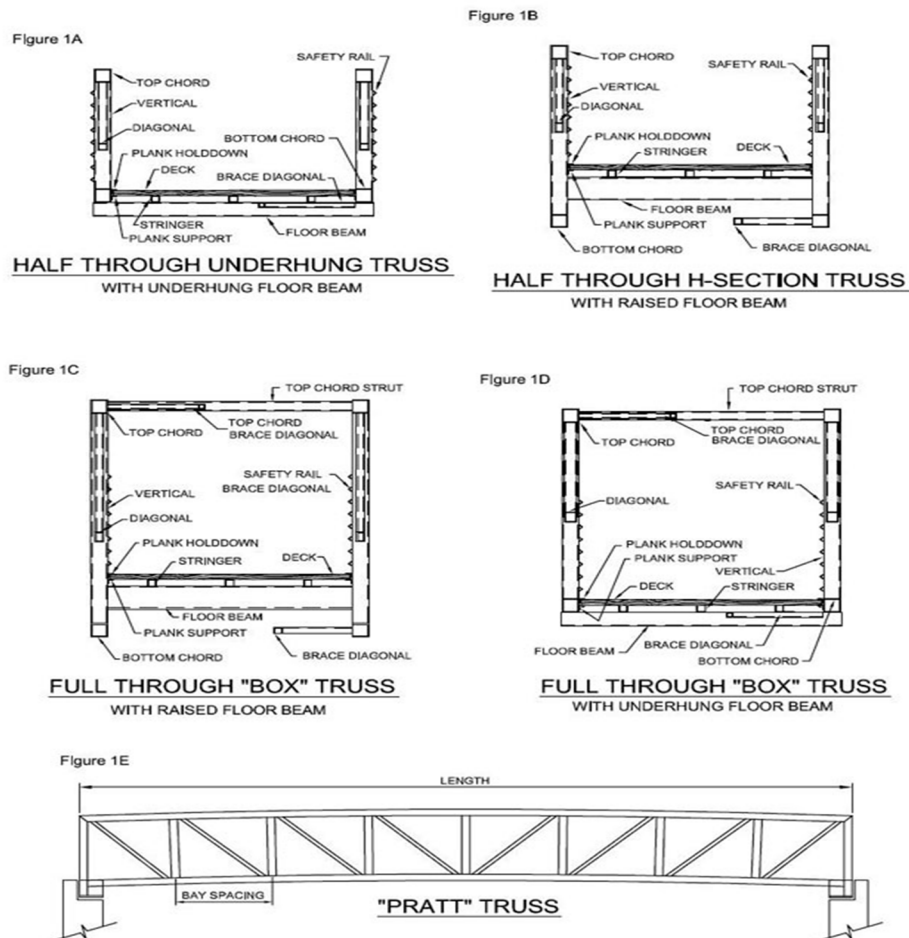 Figure 1A
SAFETY RAIL
TOP CHORD
VERTICAL
DIAGONAL
BOTTOM CHORD
PLANK HOLDDOWN
DECK
BRACE DIAGONAL
STRINGER
PLANK SUPPORT
FLOOR BEAM
HALF THROUGH UNDERHUNG TRUSS
WITH UNDERHUNG FLOOR BEAM
Figure 1B
TOP CHORD
SAFETY RAIL
VERTICAL
DIAGONAL
PLANK HOLDDOWN
STRINGER
DECK
FLOOR BEAM
PLANK SUPPORT
BOTTOM CHORD
BRACE DIAGONAL
HALF THROUGH H-SECTION TRUSS
WITH RAISED FLOOR BEAM
Figure 1C
TOP CHORD STRUT
TOP CHORD
TOP CHORD
BRACE DIAGONAL
SAFETY RAIL
BRACE DIAGONAL
VERTICAL
DIAGONAL
PLANK HOLDDOWN
STRINGER
DECK
FLOOR BEAM
PLANK SUPPORT
BOTTOM CHORD
BRACE DIAGONAL
FULL THROUGH "BOX" TRUSS
WITH RAISED FLOOR BEAM
Figure 1D
TOP CHORD STRUT
TOP CHORD
TOP CHORD
BRACE DIAGONAL
SAFETY RAIL
DIAGONAL
PLANK HOLDDOWN
PLANK SUPPORT
VERTICAL
DECK
STRINGER
FLOOR BEAM
BRACE DIAGONAL
BOTTOM CHORD
FULL THROUGH "BOX" TRUSS
WITH UNDERHUNG FLOOR BEAM
Figure 1E
LENGTH
BAY SPACING
"PRATT" TRUSS